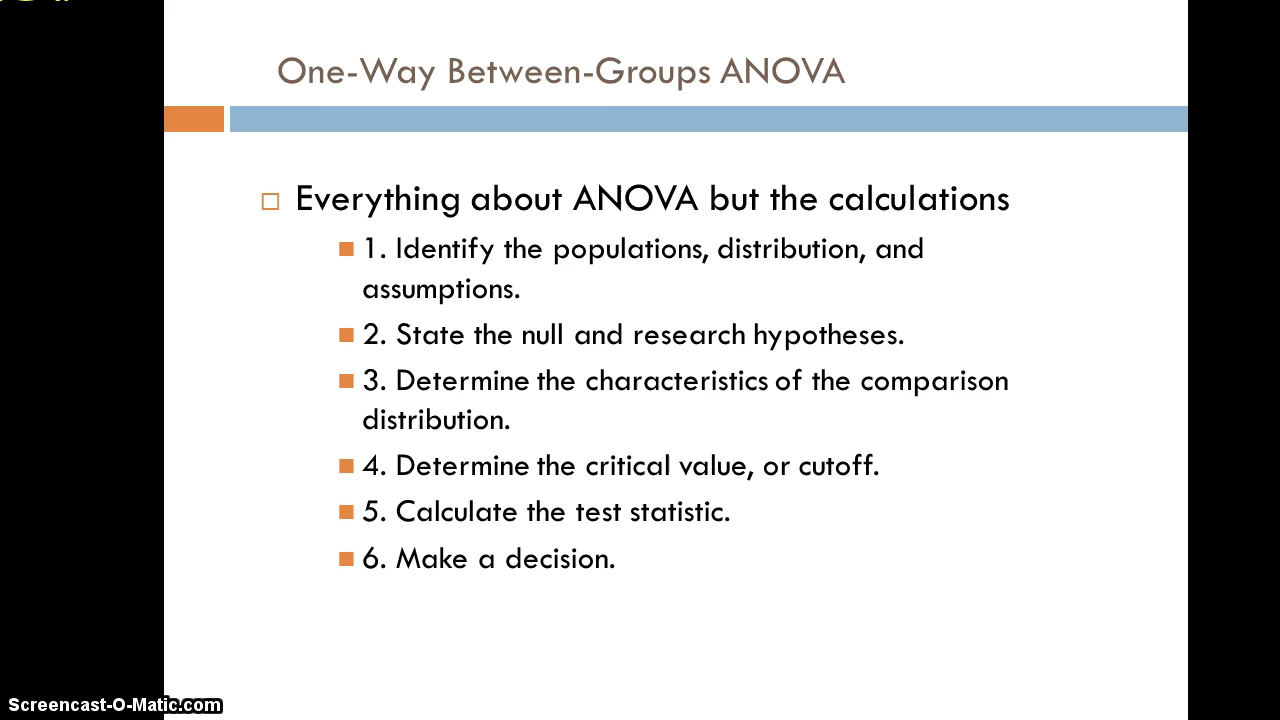 One-Way Between-Groups ANOVA
Everything about ANOVA but the calculations
1. Identify the populations, distribution, and
assumptions.
2. State the null and research hypotheses.
3. Determine the characteristics of the comparison
distribution.
4. Determine the critical value, or cutoff.
5. Calculate the test statistic.
6. Make a decision.
Screencast-O-Matic.com